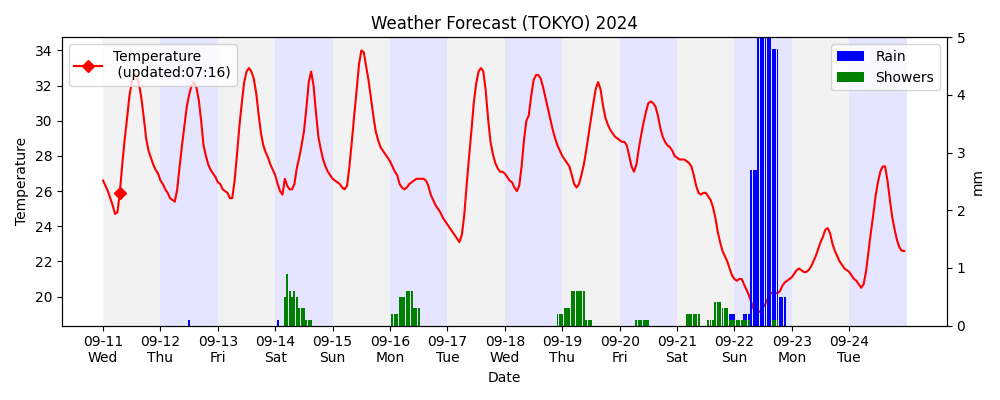 Weather Forecast (TOKYO) 2024
Temperature
(updated:07:16)
Rain
Showers
Temperature
34
32
30
28
26
24
22
20
5
4
3
2
1
0
mm
09-11 09-12 09-13 09-14 09-15 09-16 09-17 09-18 09-19 09-20 09-21 09-22 09-23 09-24
Wed Thu Fri Sat Sun Mon Tue Wed Thu Fri Sat Sun Mon Tue
Date